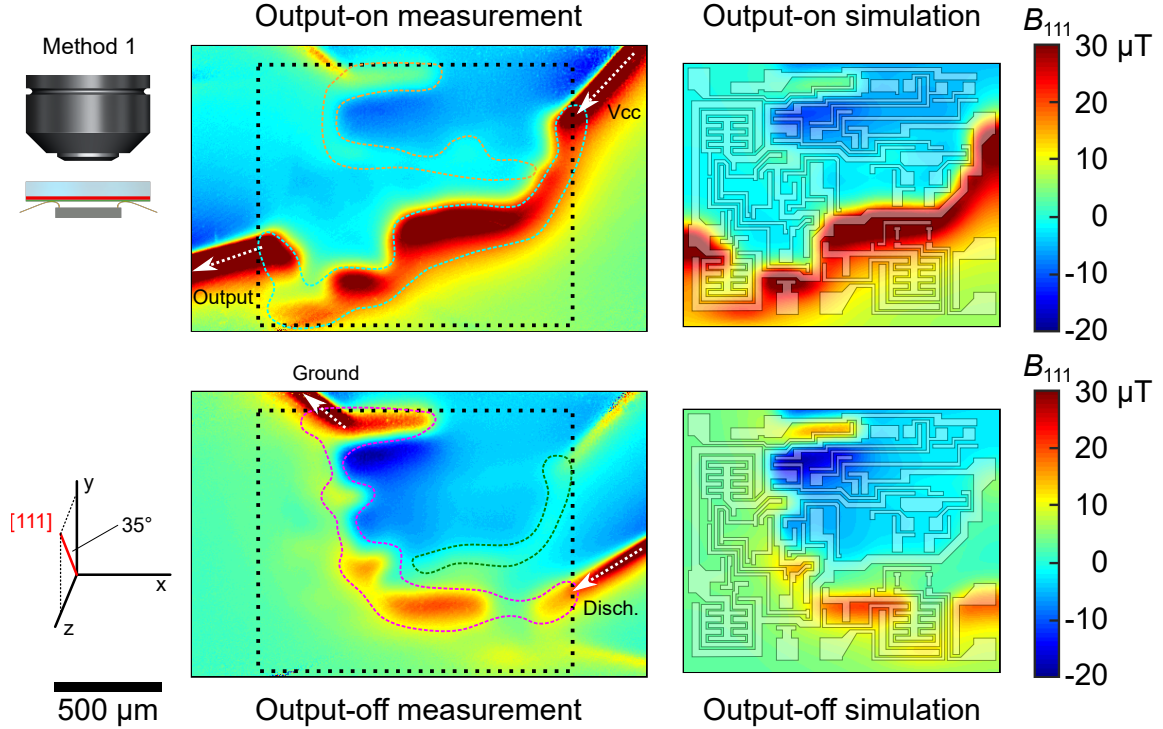 Output-on measurement
Output-on simulation
Method 1
B111
30 μT
20
10
0
-10
-20
Vcc
Output
Ground
B111
30 μT
20
10
0
-10
-20
y
[111]
35°
x
z
Disch.
500 μm
Output-off measurement
Output-off simulation